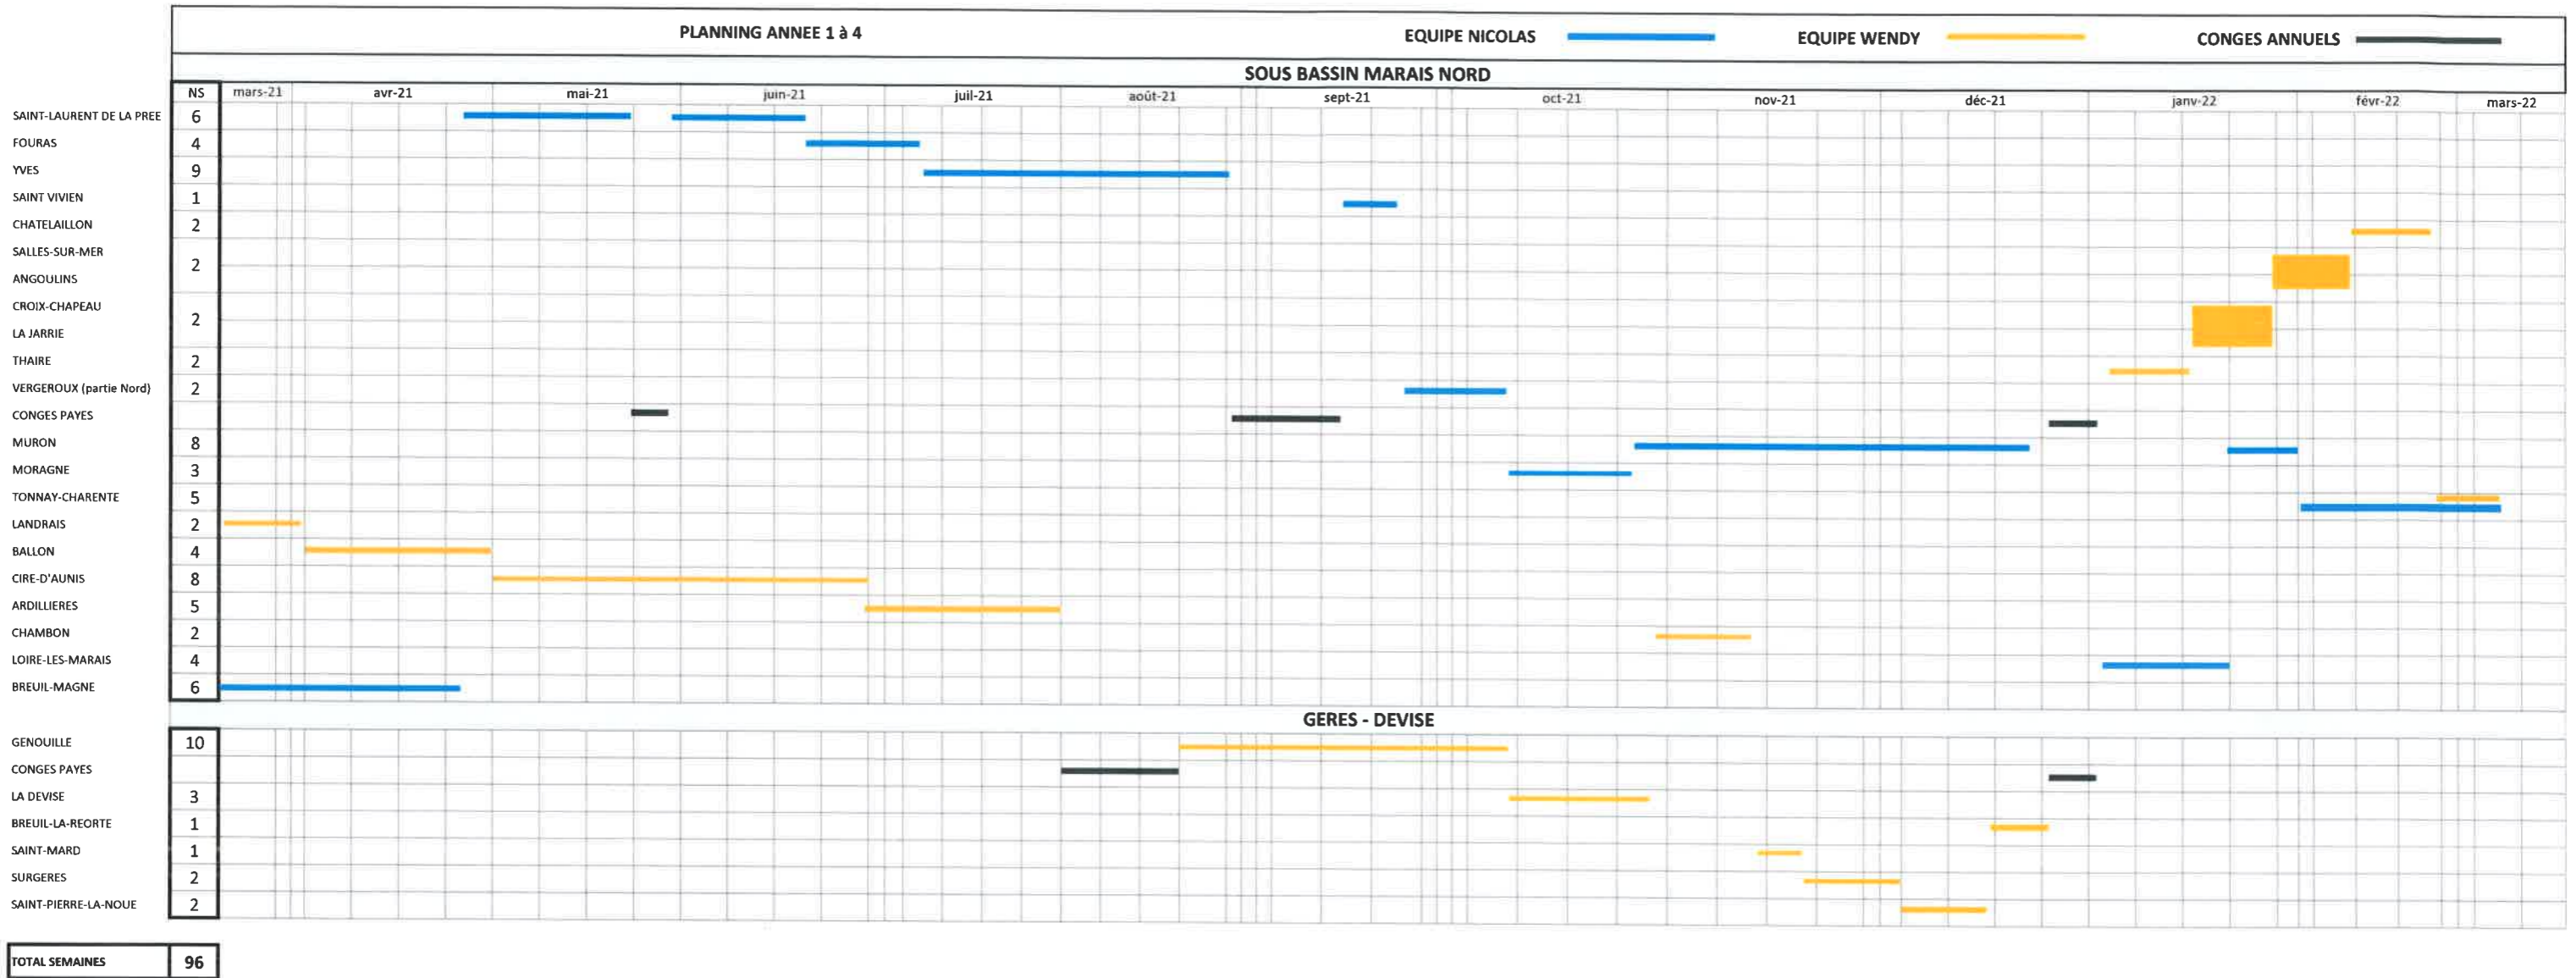 PLANNING ANNEE 1 à 4 EQUIPE NICOLAS EQUIPE WENDY CONGES ANNUELS
SOUS BASSIN MARAIS NORD
NS mars-21 avr-21 mai-21 juin-21 juil-21 août-21 sept-21 oct-21 nov-21 déc-21 janv-22 févr-22 mars-22
SAINT-LAURENT DE LA PREE 6
FOURAS 4
YVES 9
SAINT VIVIEN 1
CHATELAILLON 2
SALLES-SUR-MER
2
ANGOULINS
CROIX-CHAPEAU
2
LA JARRIE
THAIRE 2
VERGEROUX (partie Nord) 2
CONGES PAYES
MURON 8
MORAGNE 3
TONNAY-CHARENTE 5
LANDRAIS 2
BALLON 4
CIRE-D'AUNIS 8
ARDILLIERES 5
CHAMBON 2
LOIRE-LES-MARAIS 4
BREUIL-MAGNE 6
GERES - DEVISE
GENOUILLE 10
CONGES PAYES
LA DEVISE 3
BREUIL-LA-REORTE 1
SAINT-MARD 1
SURGERES 2
SAINT-PIERRE-LA-NOUE 2
TOTAL SEMAINES 96